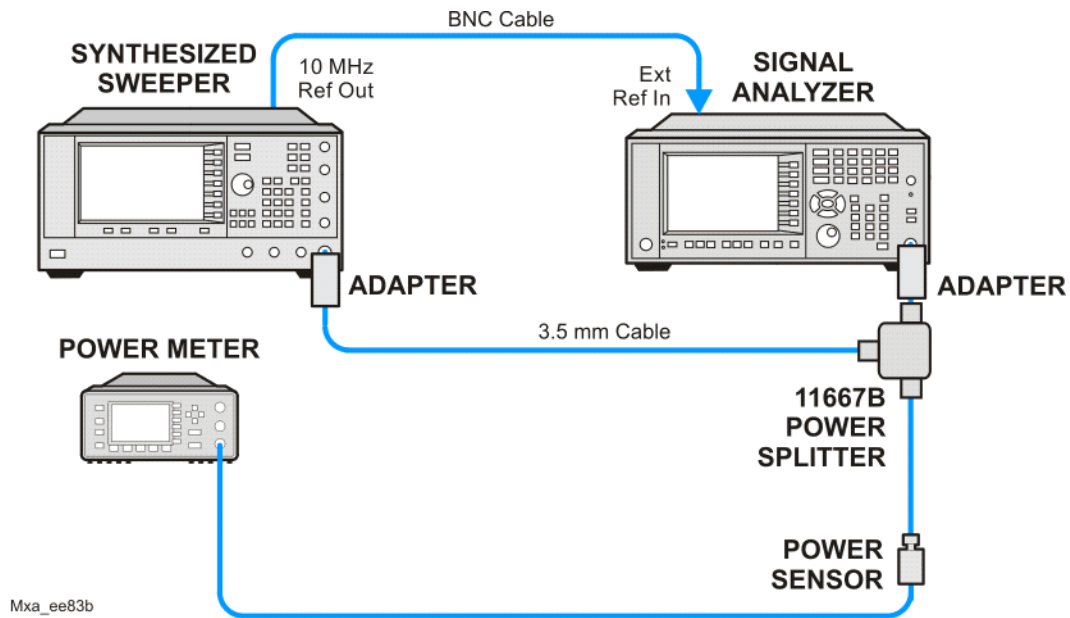 BNC Cable
SYNTHESIZED
SWEEPER
10 MHz
Ref Out
Ext
Ref In
SIGNAL
ANALYZER
ADAPTER
ADAPTER
3.5 mm Cable
POWER METER
11667B
POWER
SPLITTER
POWER
SENSOR
Mxa_ee83b